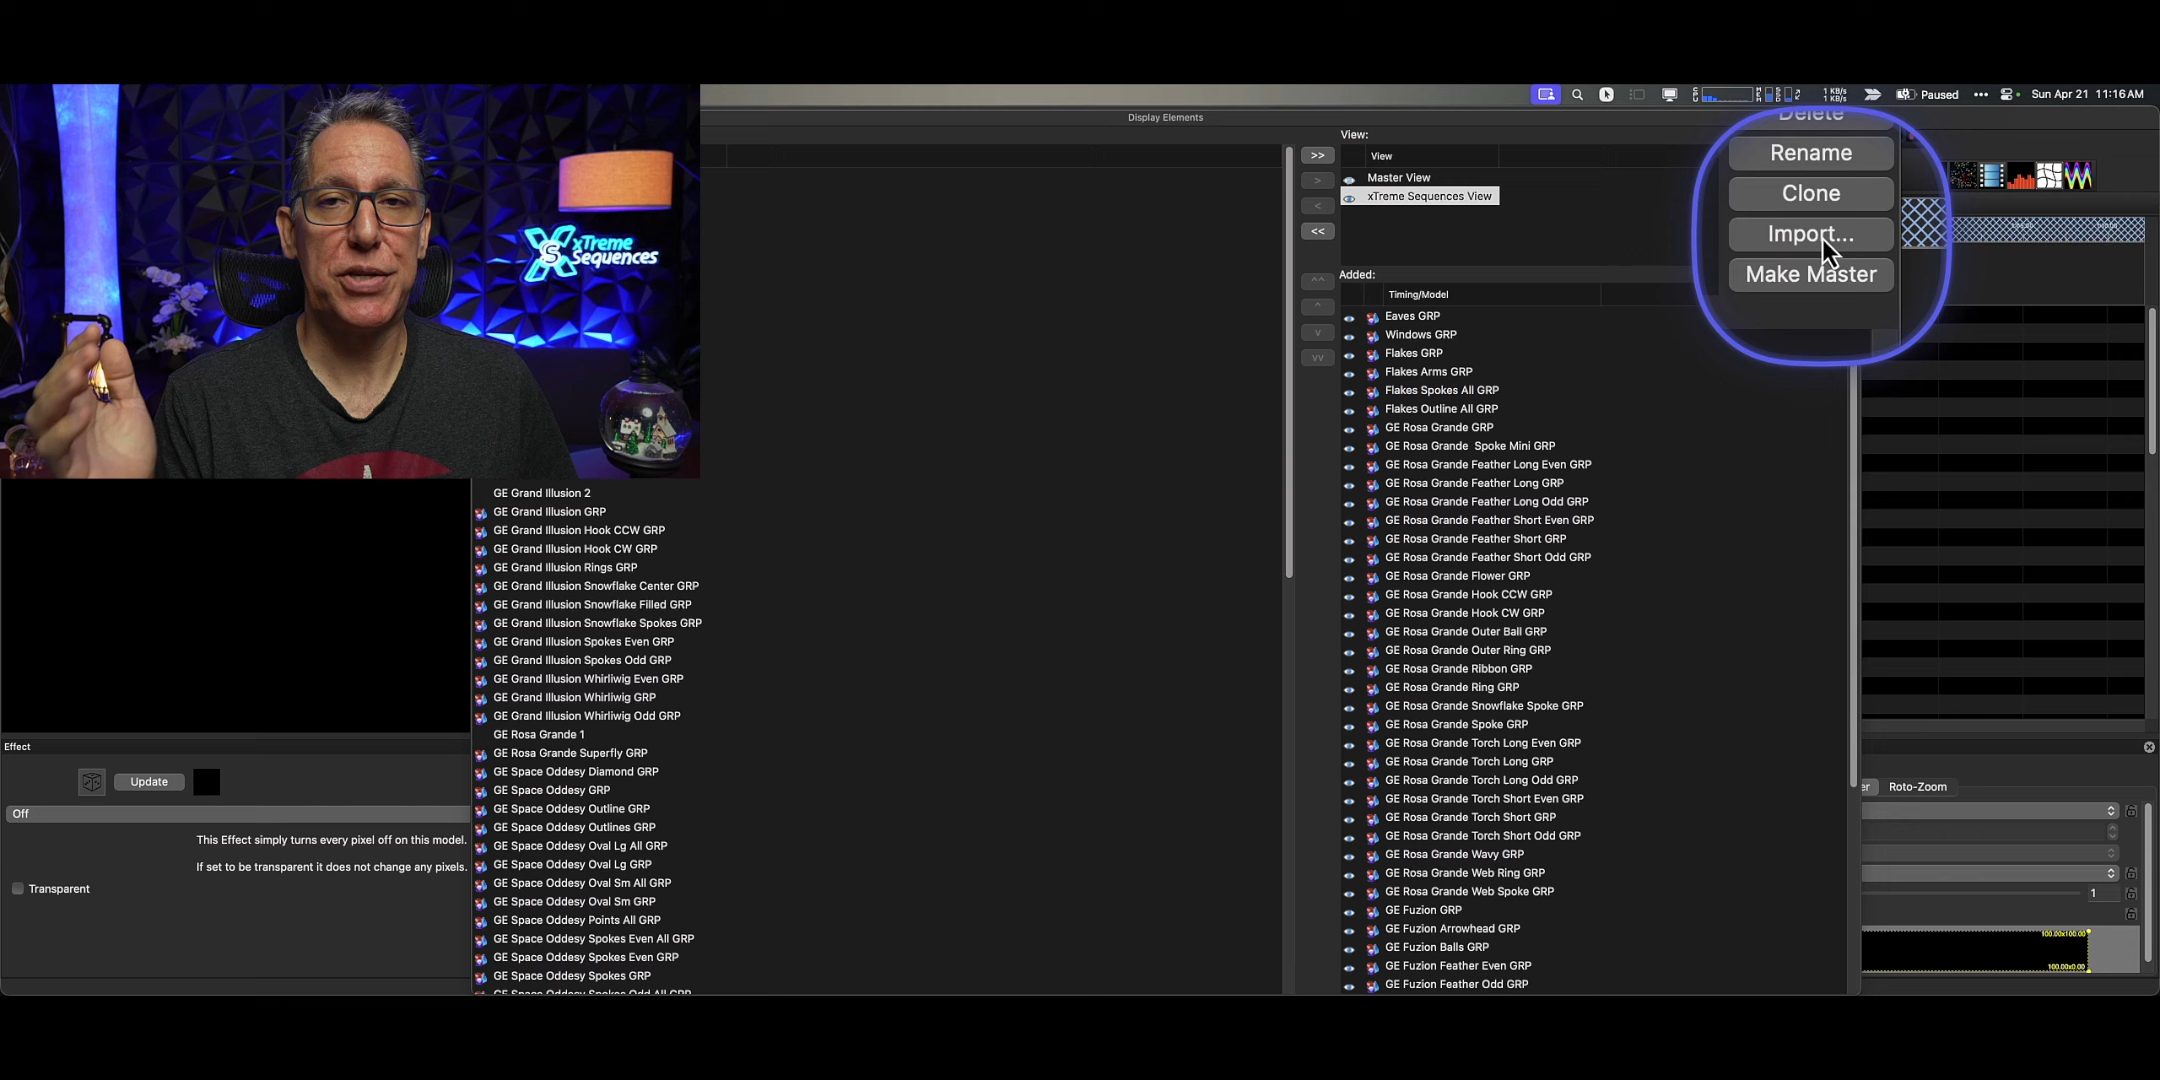 1 KB/s
1 KB/s
Paused
Sun Apr 21 11:16 AM
Display Elements
xTreme
Sequences
View:
>>
>
<
<<
^^
^
v
vv
View
Master View
xTreme Sequences View
Delete
Rename
Clone
Import...
Make Master
Added:
Timing/Model
Eaves GRP
Windows GRP
Flakes GRP
Flakes Arms GRP
Flakes Spokes All GRP
Flakes Outline All GRP
GE Rosa Grande GRP
GE Rosa Grande  Spoke Mini GRP
GE Rosa Grande Feather Long Even GRP
GE Rosa Grande Feather Long GRP
GE Rosa Grande Feather Long Odd GRP
GE Rosa Grande Feather Short Even GRP
GE Rosa Grande Feather Short GRP
GE Rosa Grande Feather Short Odd GRP
GE Rosa Grande Flower GRP
GE Rosa Grande Hook CCW GRP
GE Rosa Grande Hook CW GRP
GE Rosa Grande Outer Ball GRP
GE Rosa Grande Outer Ring GRP
GE Rosa Grande Ribbon GRP
GE Rosa Grande Ring GRP
GE Rosa Grande Snowflake Spoke GRP
GE Rosa Grande Spoke GRP
GE Rosa Grande Torch Long Even GRP
GE Rosa Grande Torch Long GRP
GE Rosa Grande Torch Long Odd GRP
GE Rosa Grande Torch Short Even GRP
GE Rosa Grande Torch Short GRP
GE Rosa Grande Torch Short Odd GRP
GE Rosa Grande Wavy GRP
GE Rosa Grande Web Ring GRP
GE Rosa Grande Web Spoke GRP
GE Fuzion GRP
GE Fuzion Arrowhead GRP
GE Fuzion Balls GRP
GE Fuzion Feather Even GRP
GE Fuzion Feather Odd GRP
GE Grand Illusion 2
GE Grand Illusion GRP
GE Grand Illusion Hook CCW GRP
GE Grand Illusion Hook CW GRP
GE Grand Illusion Rings GRP
GE Grand Illusion Snowflake Center GRP
GE Grand Illusion Snowflake Filled GRP
GE Grand Illusion Snowflake Spokes GRP
GE Grand Illusion Spokes Even GRP
GE Grand Illusion Spokes Odd GRP
GE Grand Illusion Whirliwig Even GRP
GE Grand Illusion Whirliwig GRP
GE Grand Illusion Whirliwig Odd GRP
GE Rosa Grande 1
GE Rosa Grande Superfly GRP
GE Space Oddesy Diamond GRP
GE Space Oddesy GRP
GE Space Oddesy Outline GRP
GE Space Oddesy Outlines GRP
GE Space Oddesy Oval Lg All GRP
GE Space Oddesy Oval Lg GRP
GE Space Oddesy Oval Sm All GRP
GE Space Oddesy Oval Sm GRP
GE Space Oddesy Points All GRP
GE Space Oddesy Spokes Even All GRP
GE Space Oddesy Spokes Even GRP
GE Space Oddesy Spokes GRP
GE Space Oddesy Spokes Odd All GRP
Effect
Update
Off
This Effect simply turns every pixel off on this model.
If set to be transparent it does not change any pixels.
Transparent
er
Roto-Zoom
1
100.00x100.00
100.00x0.00